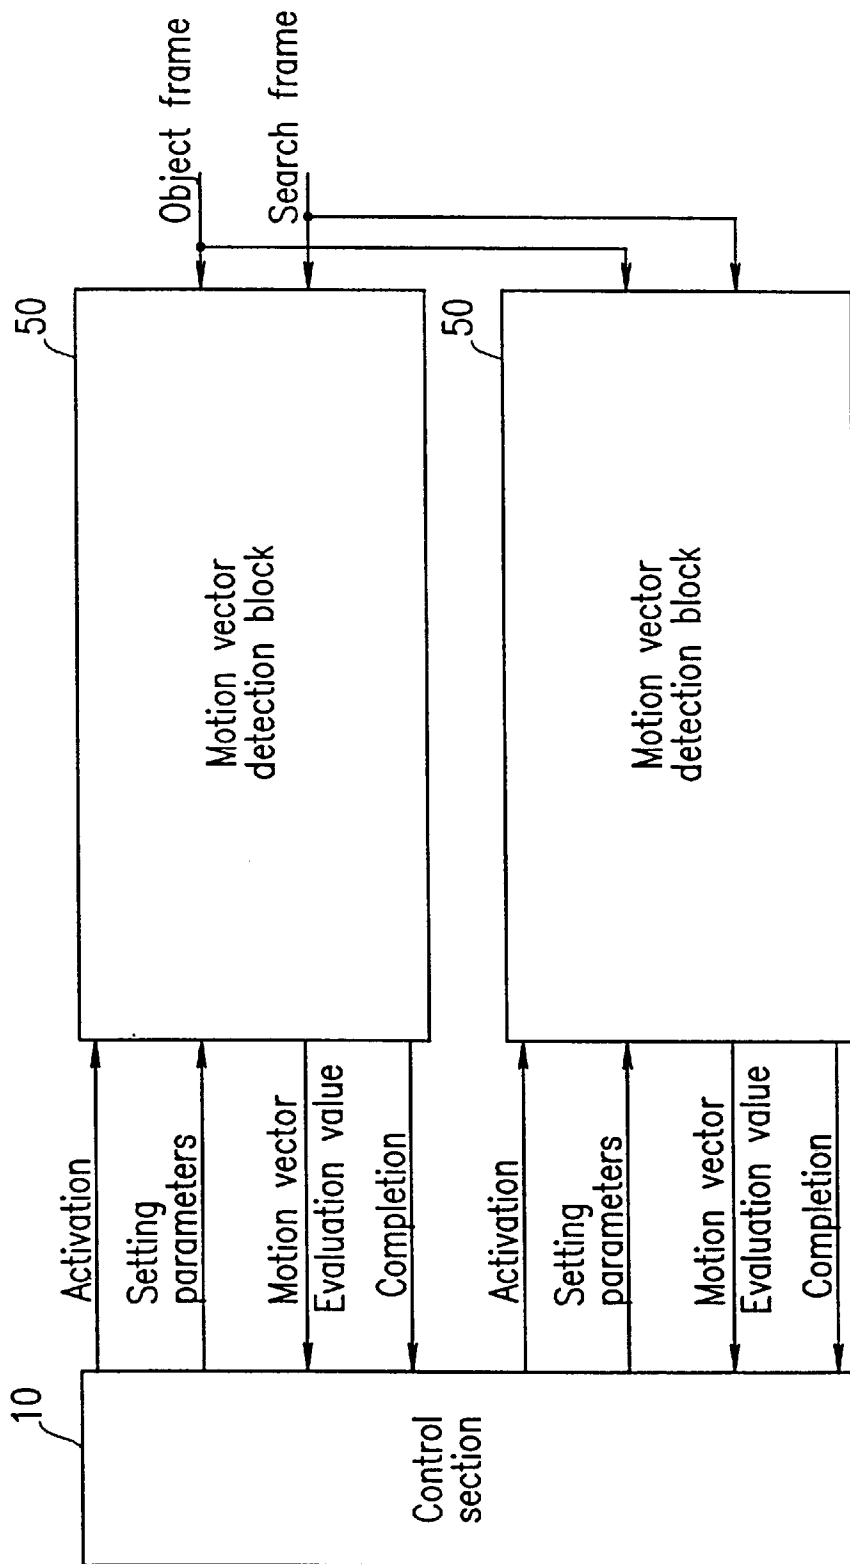 10
Control
section
Activation
Setting
parameters
Motion vector
Evaluation value
Completion
Activation
Setting
parameters
Motion vector
Evaluation value
Completion
50
Motion vector
detection block
50
Motion vector
detection block
Object frame
Search frame